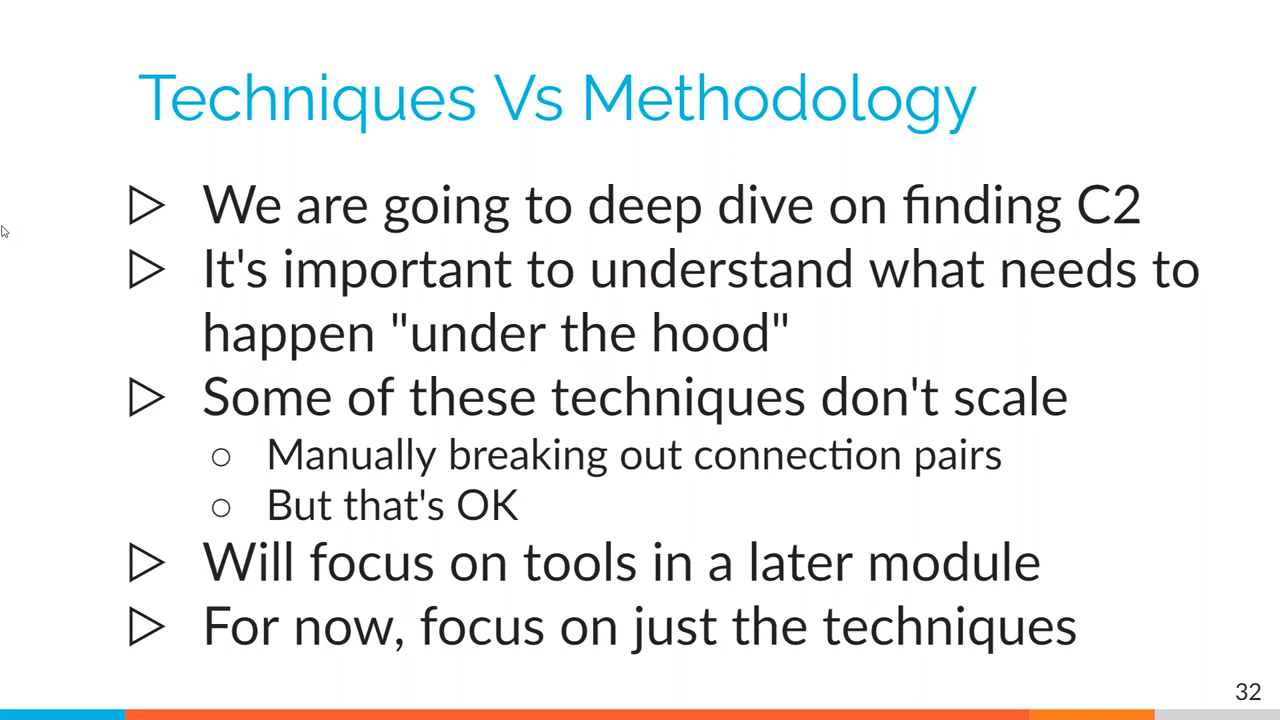 Techniques Vs Methodology
▷ We are going to deep dive on finding C2
▷ It's important to understand what needs to
happen "under the hood"
▷ Some of these techniques don't scale
○ Manually breaking out connection pairs
○ But that's OK
▷ Will focus on tools in a later module
▷ For now, focus on just the techniques
32